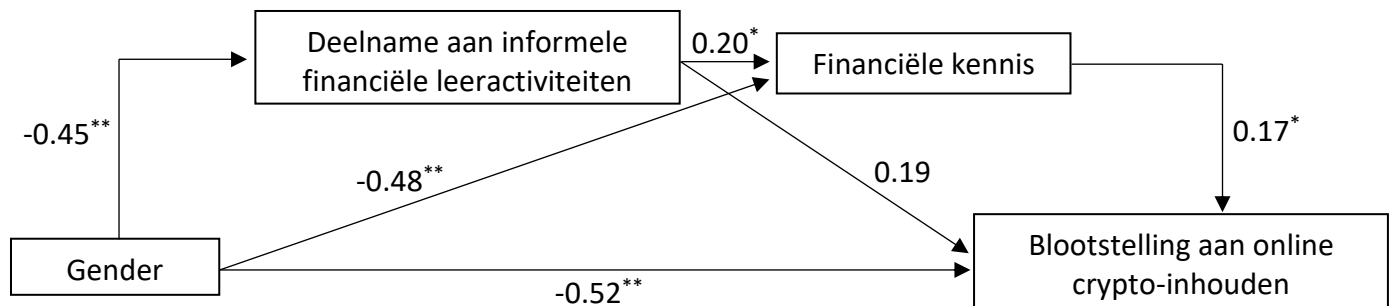 Deelname aan informele
financiële leeractiviteiten
0.20*
Financiële kennis
-0.45**
-0.48**
0.19
0.17*
Gender
-0.52**
Blootstelling aan online
crypto-inhouden